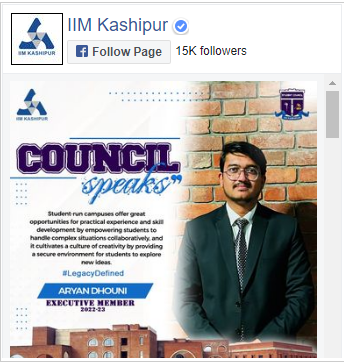 IIM KASHIPUR
IIM Kashipur
Follow Page
15K followers
IIM KASHIPUR
COUNCIL
speaks"
Student run campuses offer great
opportunities for practical experience and skill
development by empowering students to
handle complex situations collaboratively, and
it cultivates a culture of creativity by providing
a secure environment for students to explore
new ideas.
#LegacyDefined
ARYAN DHOUNI
EXECUTIVE MEMBER
2022-23